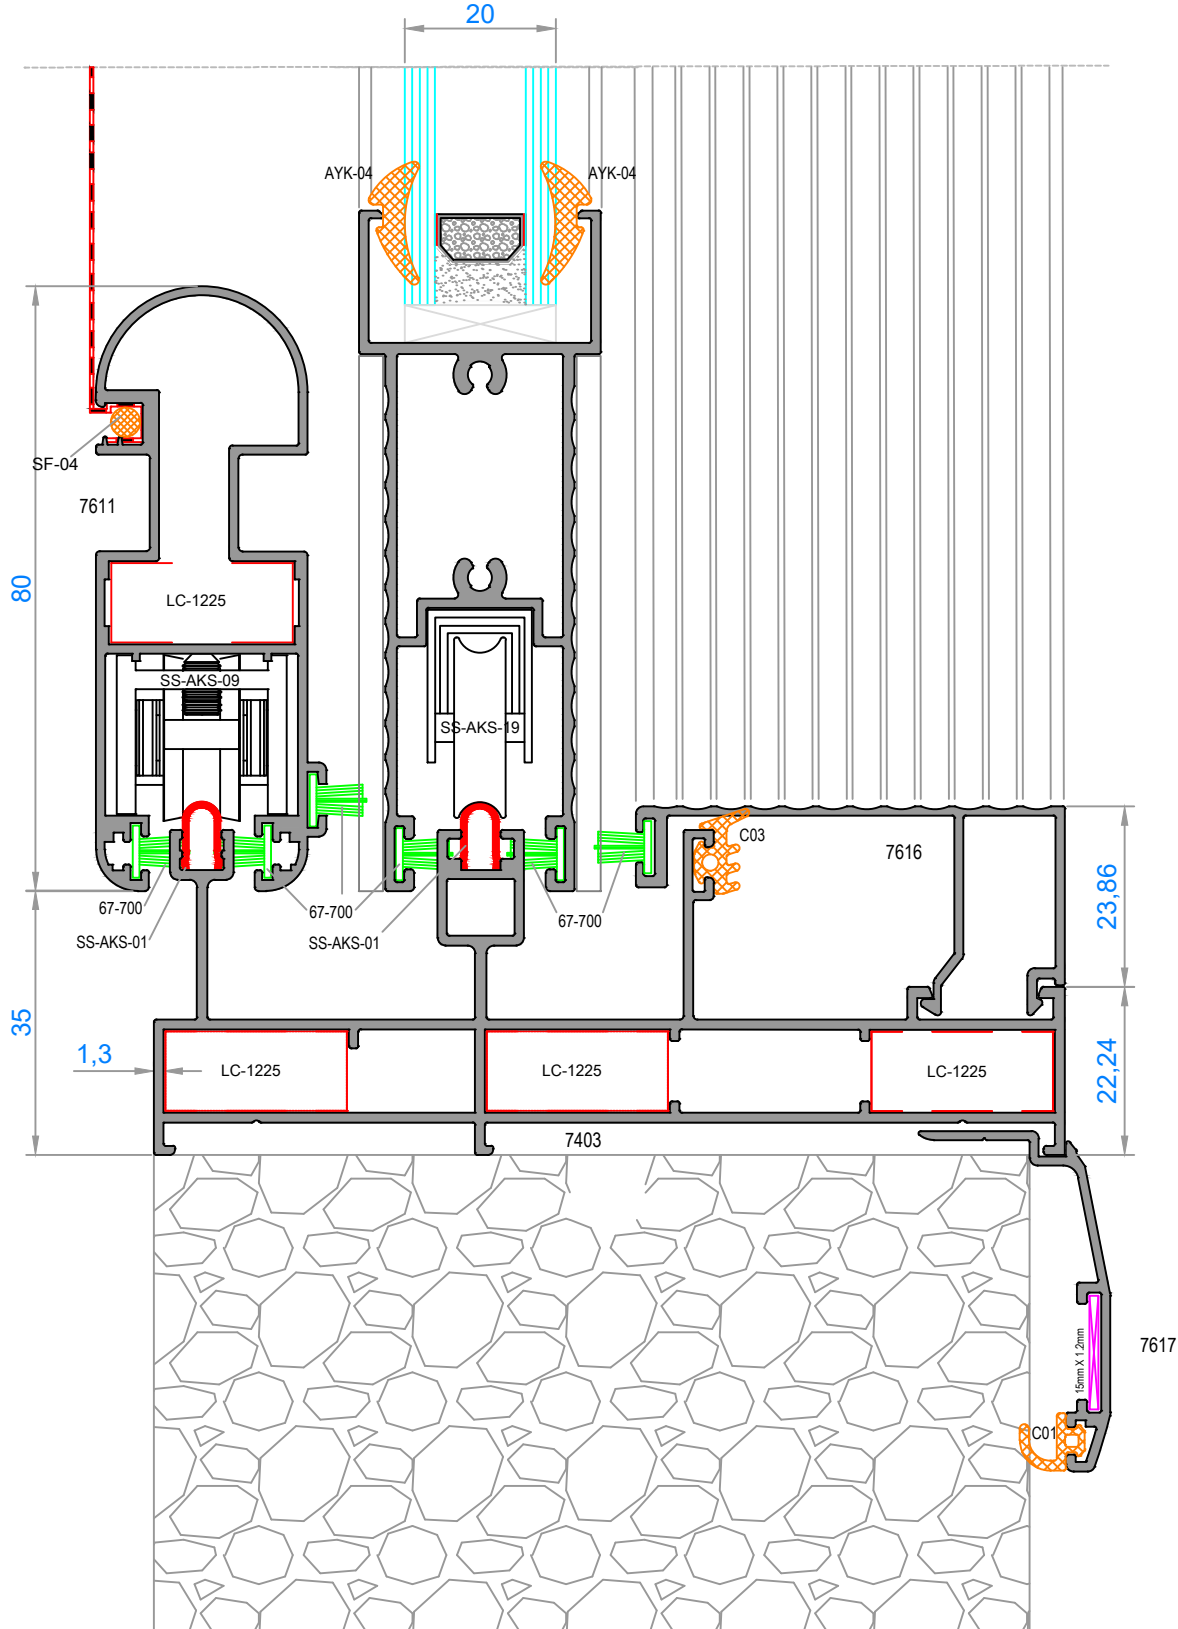 20
AYK-04
AYK-04
SF-04
7611
80
LC-1225
SS-AKS-09
SS-AKS-19
C03
7616
23,86
67-700
67-700
67-700
SS-AKS-01
SS-AKS-01
35
1,3
LC-1225
LC-1225
LC-1225
22,24
7403
15mm X 1.2mm
7617
C01